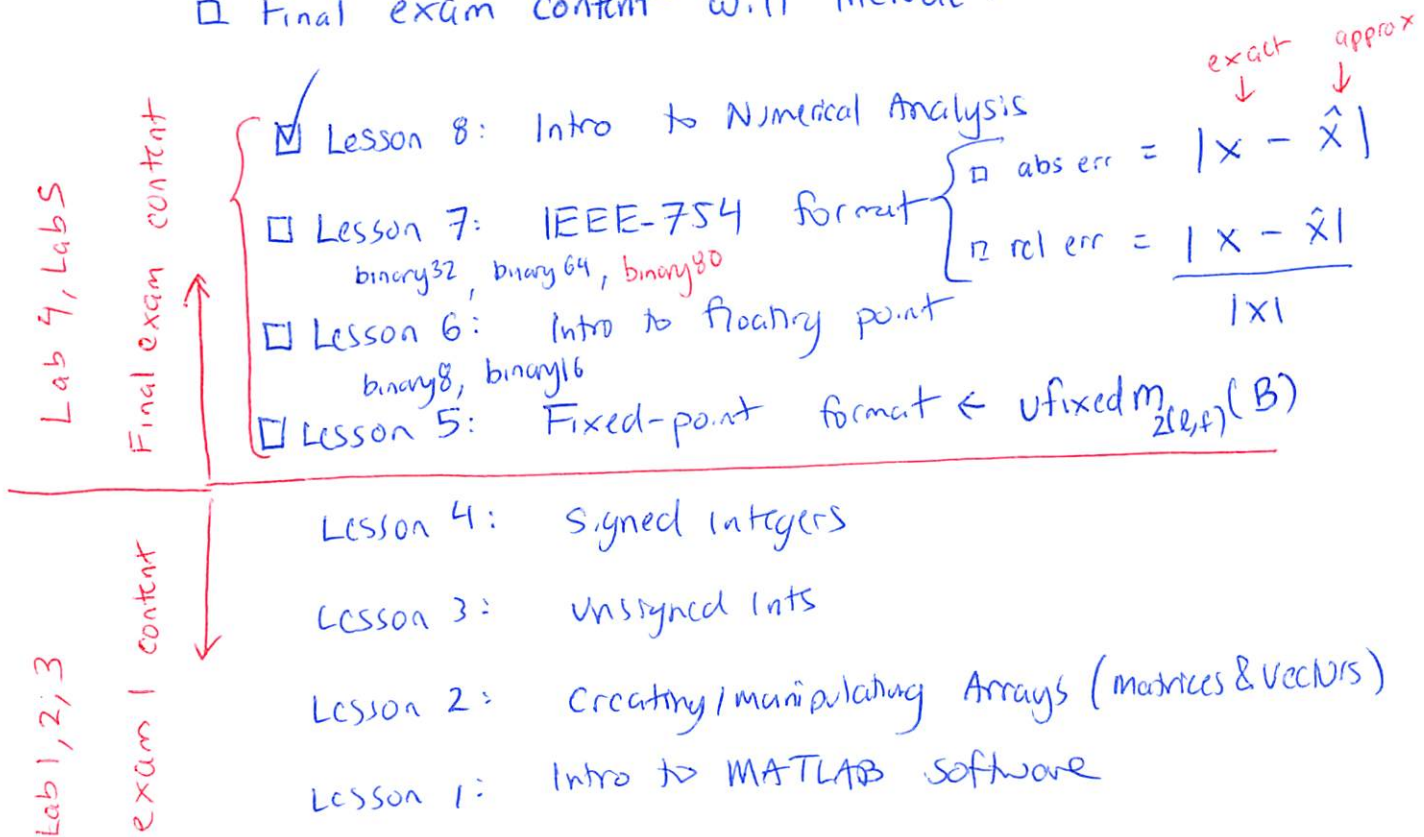 □ Final exam content will
exact approx
↓ ↓
☑ Lesson 8: Intro to Numerical Analysis
□ abs err = |x - x̂|
□ Lesson 7: IEEE-754 format
binary32, binary64, binary80
□ rel err = |x - x̂| / |x|
□ Lesson 6: Intro to floating point
binary8, binary16
□ Lesson 5: Fixed-point format ← ufixedm2(l,f)(B)
Lab 4, Lab 5
Final exam content
Lesson 4: Signed integers
Lesson 3: Unsigned Ints
Lesson 2: Creating/manipulating Arrays (matrices & vectors)
Lesson 1: Intro to MATLAB software
Lab 1, 2, 3
exam 1 content